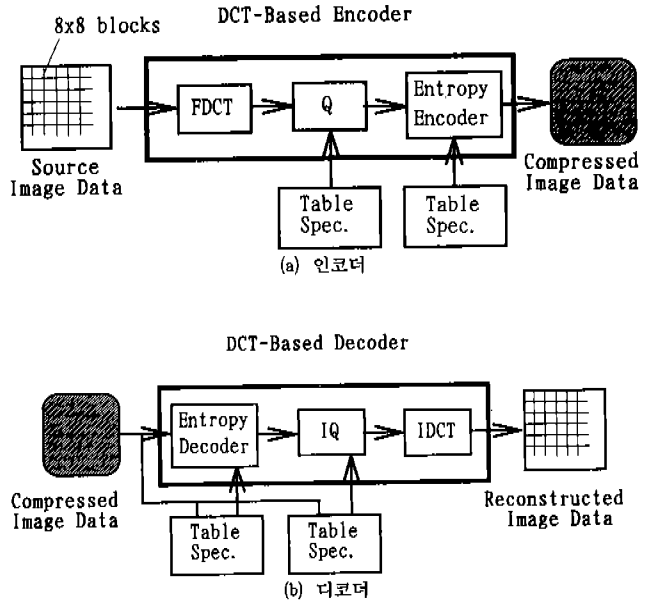 DCT-Based Encoder
8x8 blocks
FDCT
Q
Entropy
Encoder
Source
Image Data
Compressed
Image Data
Table
Spec.
Table
Spec.
(a) 인코더
DCT-Based Decoder
Entropy
Decoder
IQ
IDCT
Compressed
Image Data
Reconstructed
Image Data
Table
Spec.
Table
Spec.
(b) 디코더